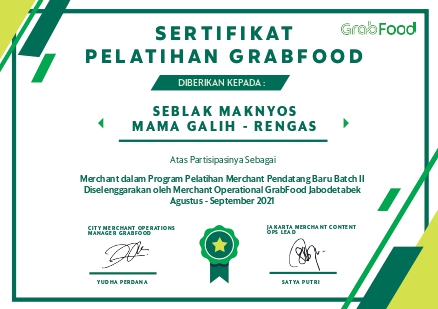 SERTIFIKAT
GrabFood
PELATIHAN GRABFOOD
DIBERIKAN KEPADA :
SEBLAK MAKNYOS
MAMA GALIH - RENGAS
Atas Partisipasinya Sebagai
Merchant dalam Program Pelatihan Merchant Pendatang Baru Batch II
Diselenggarakan oleh Merchant Operational GrabFood Jabodetabek
Agustus - September 2021
CITY MERCHANT OPERATIONS
MANAGER GRABFOOD
YUDHA PERDANA
JAKARTA MERCHANT CONTENT
OPS LEAD
SATYA PUTRI